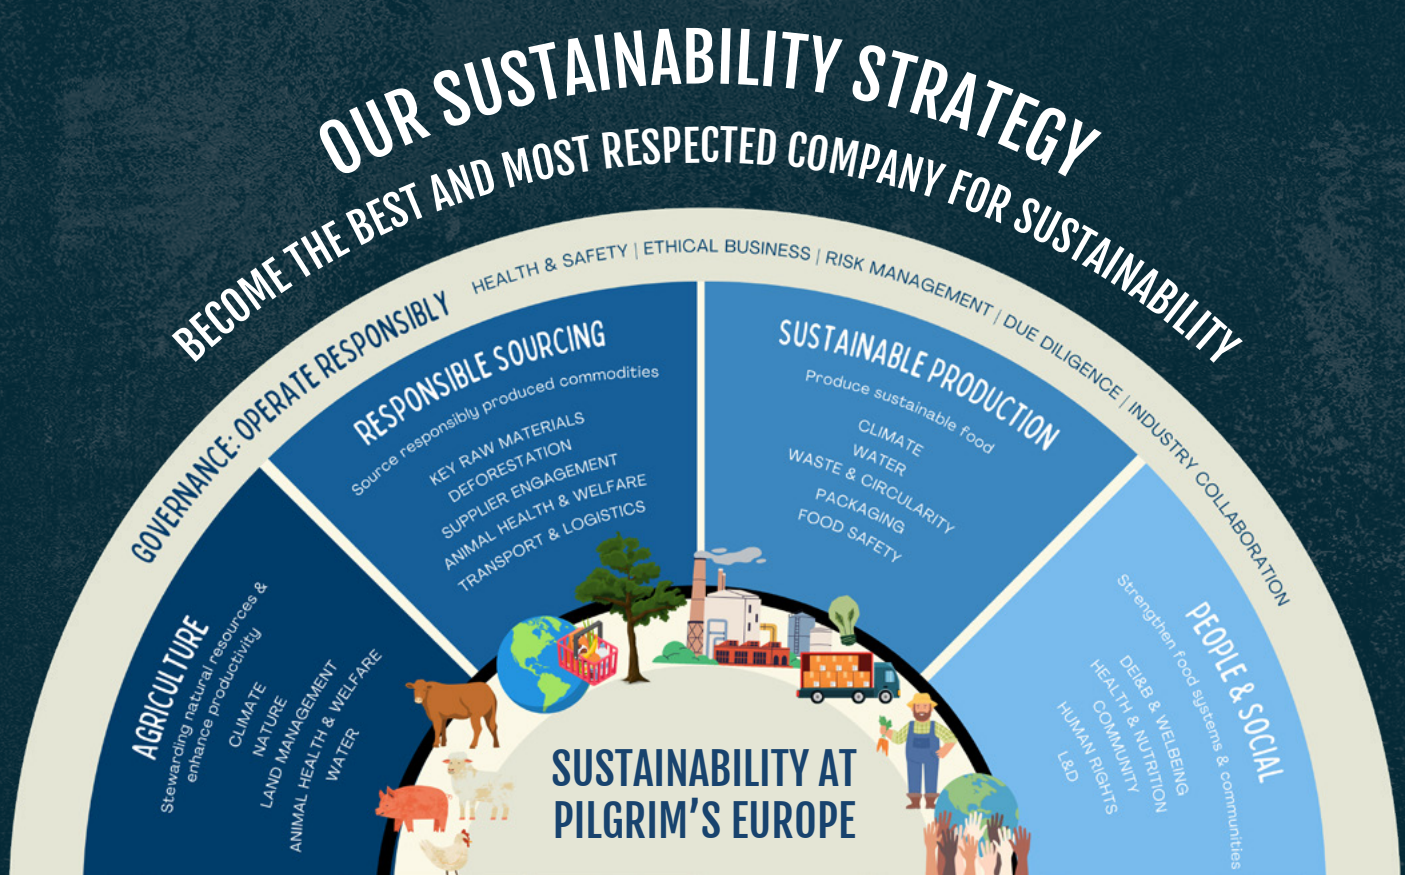 OUR SUSTAINABILITY STRATEGY
BECOME THE BEST AND MOST RESPECTED COMPANY FOR SUSTAINABILITY
GOVERNANCE: OPERATE RESPONSIBLY
HEALTH & SAFETY | ETHICAL BUSINESS | RISK MANAGEMENT | DUE DILIGENCE | INDUSTRY COLLABORATION
AGRICULTURE
Stewarding natural resources &
enhance productivity
CLIMATE
NATURE
LAND MANAGEMENT
ANIMAL HEALTH & WELFARE
WATER
RESPONSIBLE SOURCING
Source responsibly produced commodities
KEY RAW MATERIALS
DEFORESTATION
SUPPLIER ENGAGEMENT
ANIMAL HEALTH & WELFARE
TRANSPORT & LOGISTICS
SUSTAINABLE PRODUCTION
Produce sustainable food
CLIMATE
WATER
WASTE & CIRCULARITY
PACKAGING
FOOD SAFETY
PEOPLE & SOCIAL
Strengthen food systems & communities
DEI&B & WELBEING
HEALTH & NUTRITION
COMMUNITY
HUMAN RIGHTS
L&D
SUSTAINABILITY AT
PILGRIM'S EUROPE